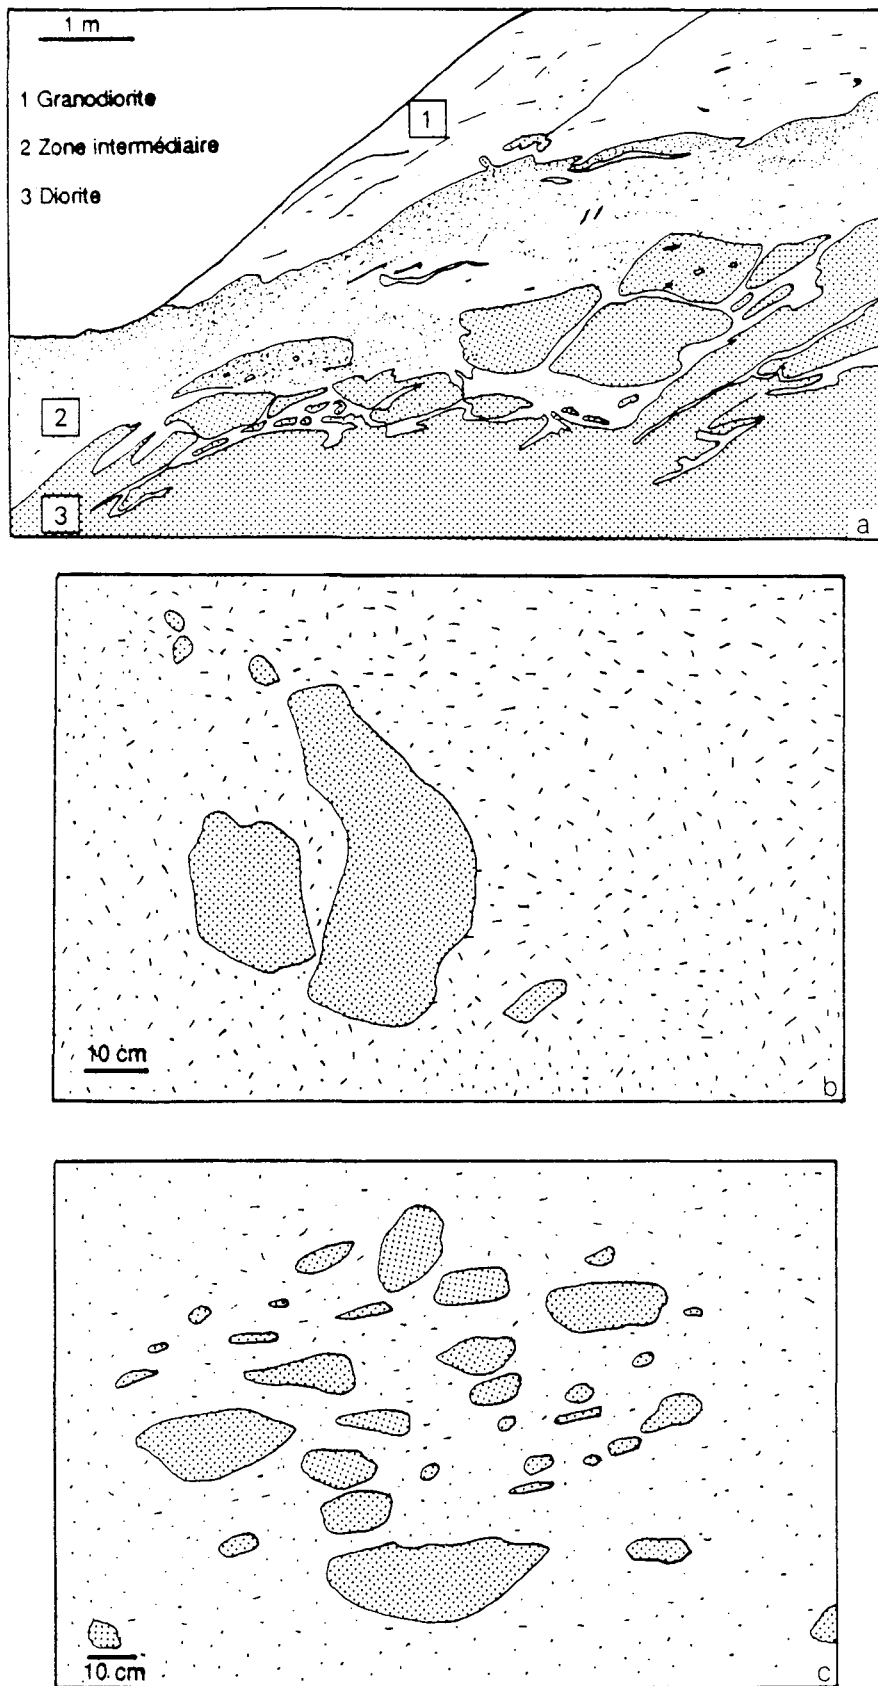 1 m
1 Granodiorite
2 Zone intermédiaire
3 Diorite
1
2
3
a
10 cm
b
10 cm
c